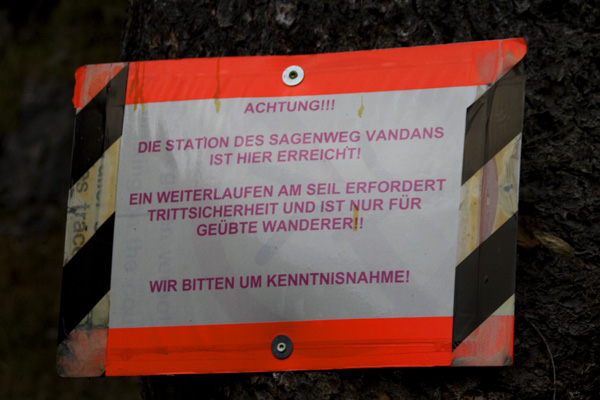 ACHTUNG!!!
DIE STATION DES SAGENWEG VANDANS
IST HIER ERREICHT!
EIN WEITERLAUFEN AM SEIL ERFORDERT
TRITTSICHERHEIT UND IST NUR FÜR
GEÜBTE WANDERER!!
WIR BITTEN UM KENNTNISNAHME!